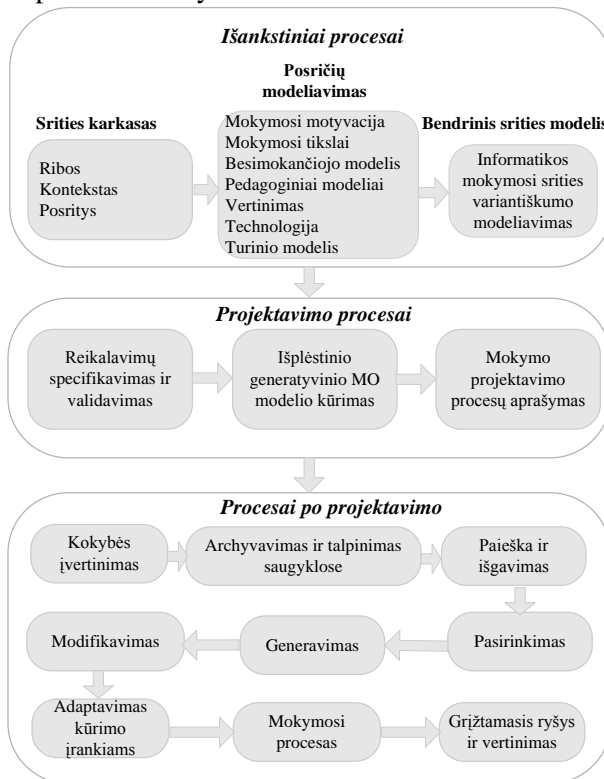 Išankstiniai procesai
Posričių
modeliavimas
Srities karkasas
Ribos
Kontekstas
Posritys
Mokymosi motyvacija
Mokymosi tikslai
Besimokančiojo modelis
Pedagoginiai modeliai
Vertinimas
Technologija
Turinio modelis
Bendrinis srities modelis
Informatikos
mokymosi srities
variantiškumo
modeliavimas
Projektavimo procesai
Reikalavimų
specifikavimas ir
validavimas
Išplėstinio
generatyvinio MO
modelio kūrimas
Mokymo
projektavimo
procesų aprašymas
Procesai po projektavimo
Kokybės
įvertinimas
Archyvavimas ir talpinimas
saugyklose
Paieška ir
išgavimas
Pasirinkimas
Generavimas
Modifikavimas
Adaptavimas
kūrimo
įrankiams
Mokymosi
procesas
Grįžtamasis ryšys
ir vertinimas